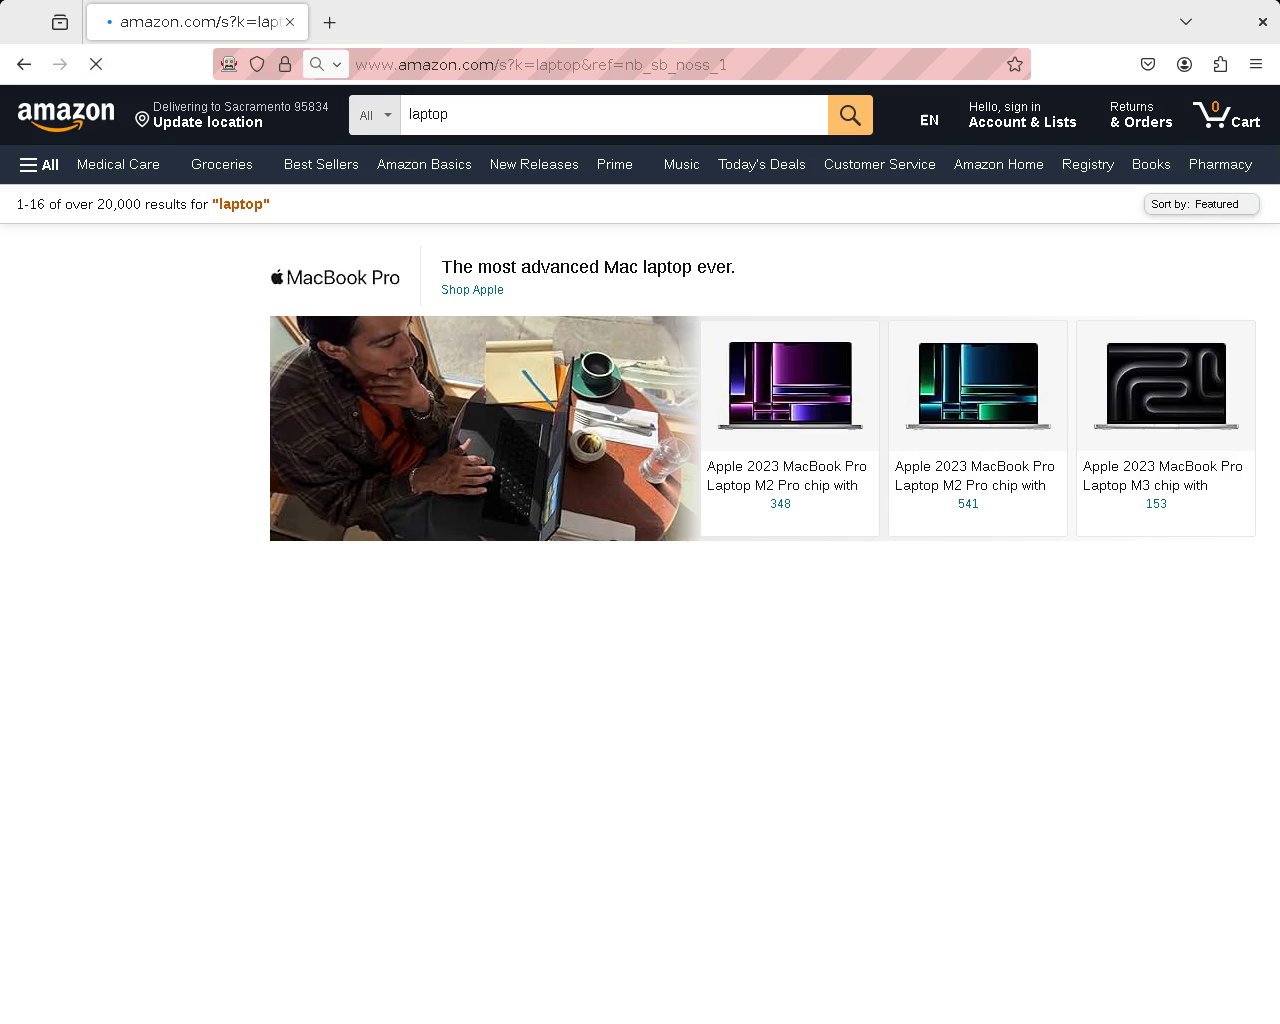 amazon.com/s?k=lapt
www.amazon.com/s?k=laptop&ref=nb_sb_noss_1
amazon
Delivering to Sacramento 95834
Update location
All
laptop
EN
Hello, sign in
Account & Lists
Returns
& Orders
0
Cart
All
Medical Care
Groceries
Best Sellers
Amazon Basics
New Releases
Prime
Music
Today's Deals
Customer Service
Amazon Home
Registry
Books
Pharmacy
1-16 of over 20,000 results for "laptop"
Sort by: Featured
MacBook Pro
The most advanced Mac laptop ever.
Shop Apple
Apple 2023 MacBook Pro
Laptop M2 Pro chip with
348
Apple 2023 MacBook Pro
Laptop M2 Pro chip with
541
Apple 2023 MacBook Pro
Laptop M3 chip with
153